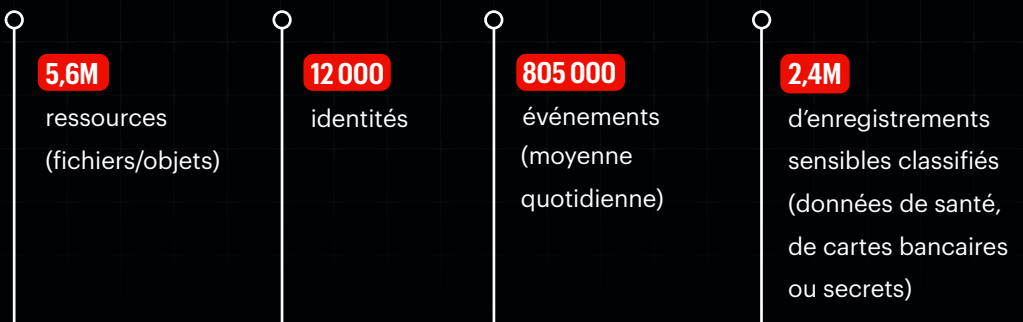 5,6M
ressources
(fichiers/objets)
12 000
identités
805 000
événements
(moyenne
quotidienne)
2,4M
d’enregistrements
sensibles classifiés
(données de santé,
de cartes bancaires
ou secrets)